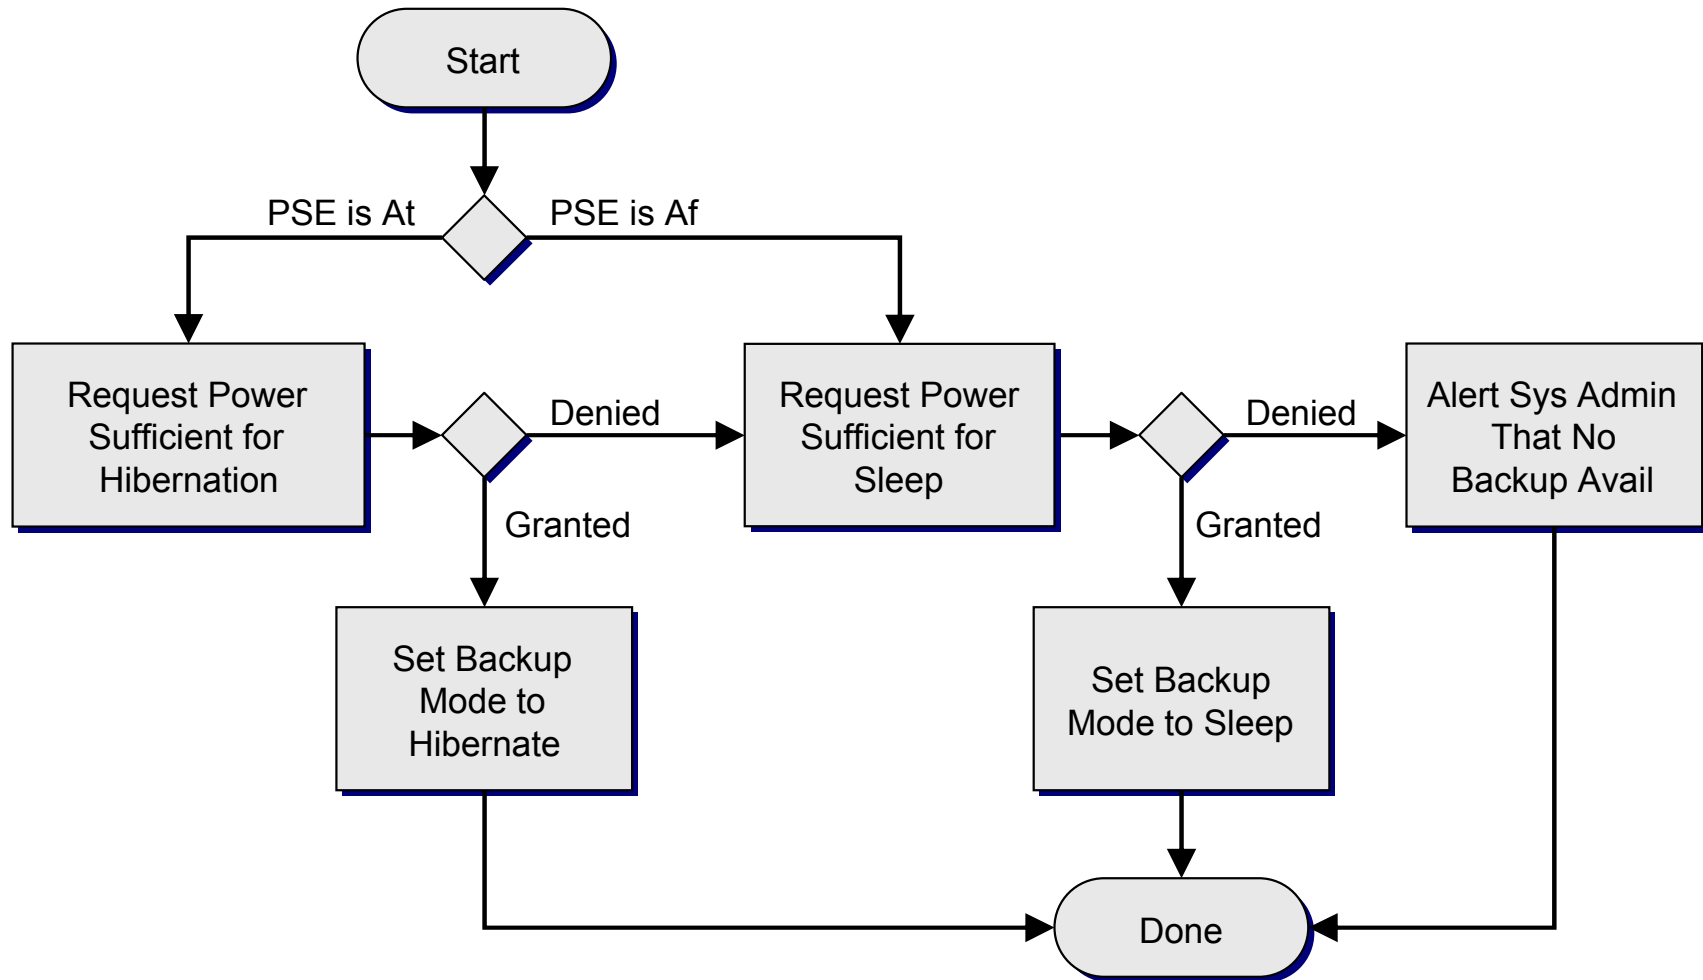 Start
PSE is At
PSE is Af
Request Power
Sufficient for
Hibernation
Denied
Request Power
Sufficient for
Sleep
Denied
Alert Sys Admin
That No
Backup Avail
Granted
Granted
Set Backup
Mode to
Hibernate
Set Backup
Mode to Sleep
Done